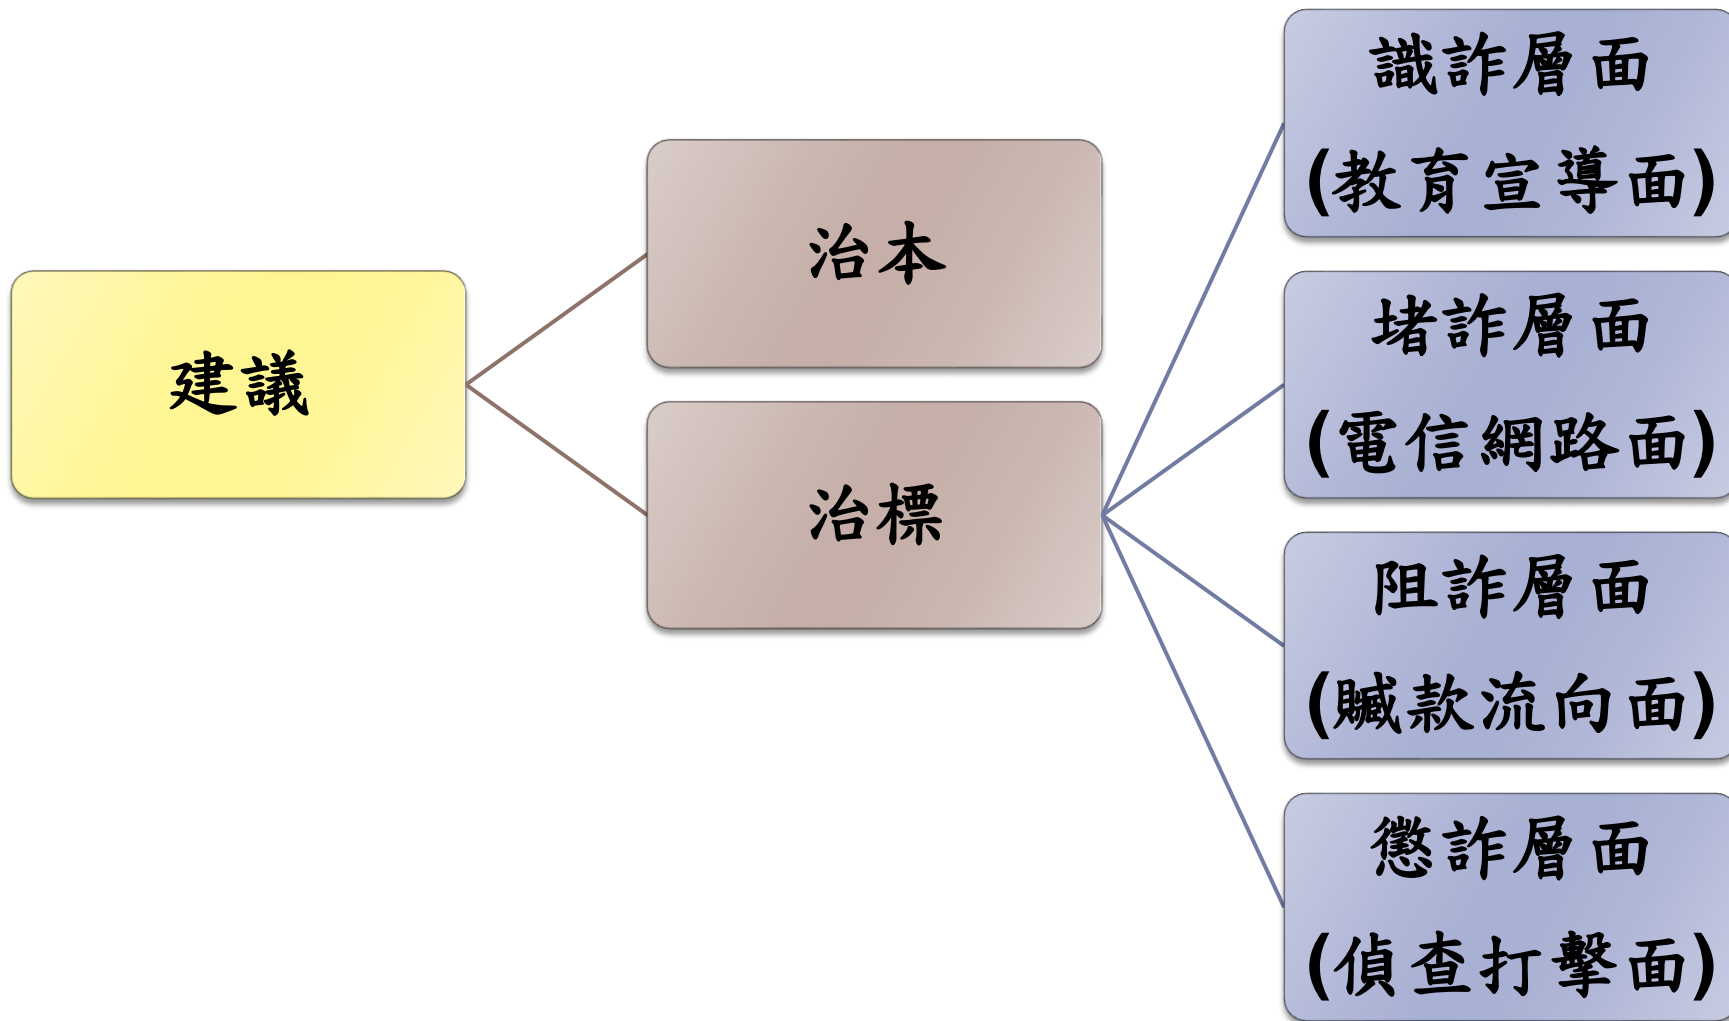 建議
治本
治標
識詐層面
(教育宣導面)
堵詐層面
(電信網路面)
阻詐層面
(贓款流向面)
懲詐層面
(偵查打擊面)